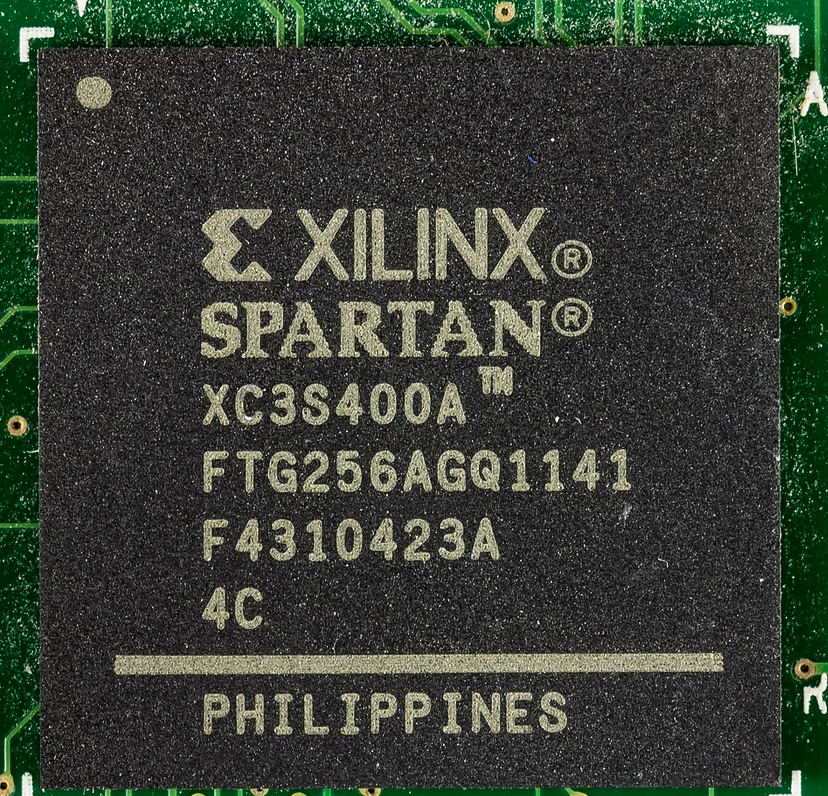 A
XILINX®
SPARTAN®
XC3S400A™
FTG256AGQ1141
F4310423A
4C
PHILIPPINES